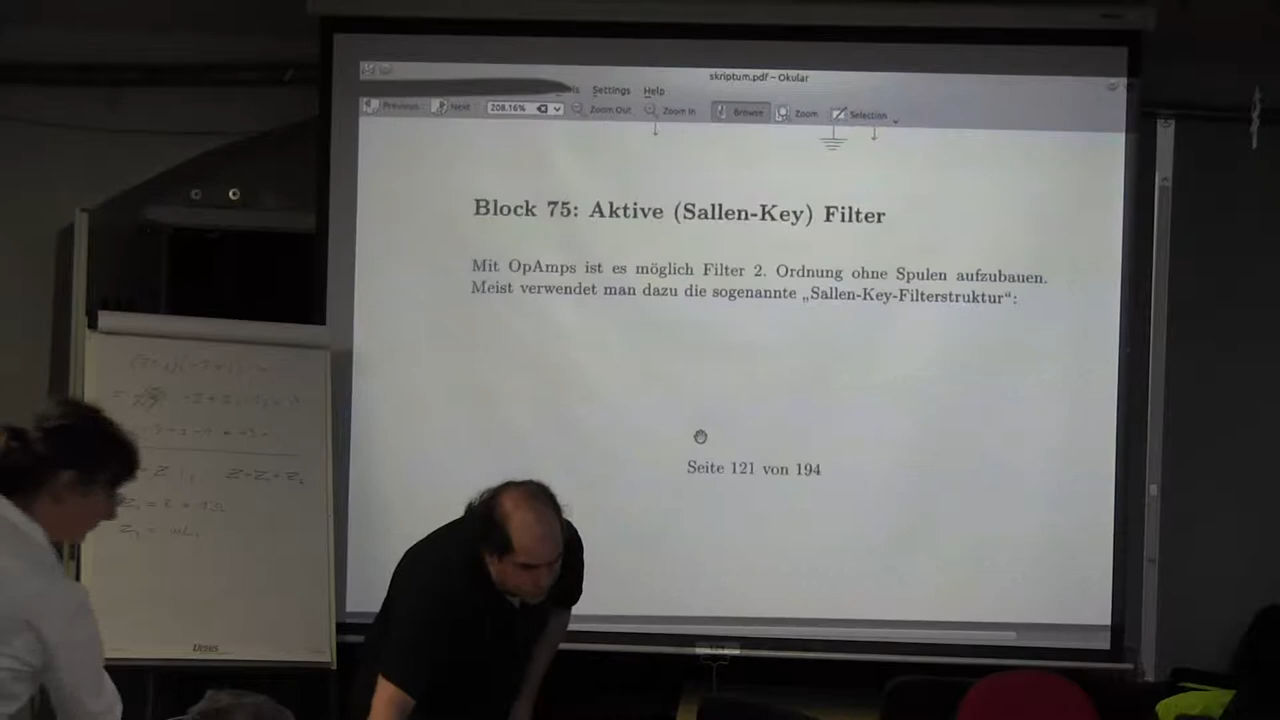 skriptum.pdf – Okular
Settings Help
Previous Next 208.16% Zoom Out Zoom In Browse Zoom Selection
Block 75: Aktive (Sallen-Key) Filter
Mit OpAmps ist es möglich Filter 2. Ordnung ohne Spulen aufzubauen.
Meist verwendet man dazu die sogenannte „Sallen-Key-Filterstruktur“:
Seite 121 von 194